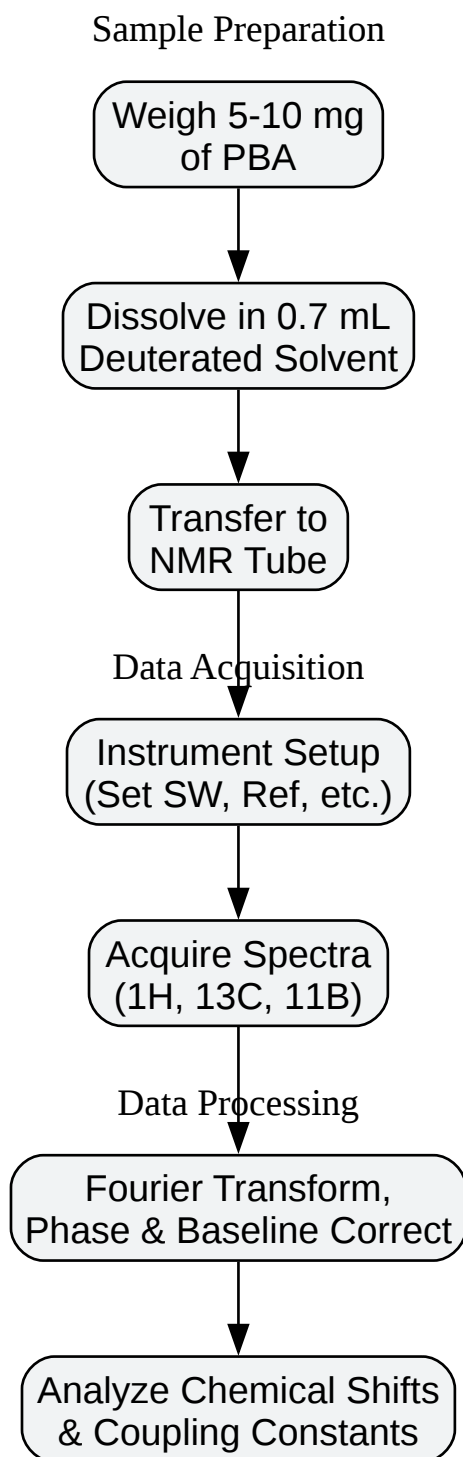 Sample Preparation
Weigh 5-10 mg
of PBA
Dissolve in 0.7 mL
Deuterated Solvent
Transfer to
NMR Tube
Data Acquisition
Instrument Setup
(Set SW, Ref, etc.)
Acquire Spectra
(1H, 13C, 11B)
Data Processing
Fourier Transform,
Phase & Baseline Correct
Analyze Chemical Shifts
& Coupling Constants